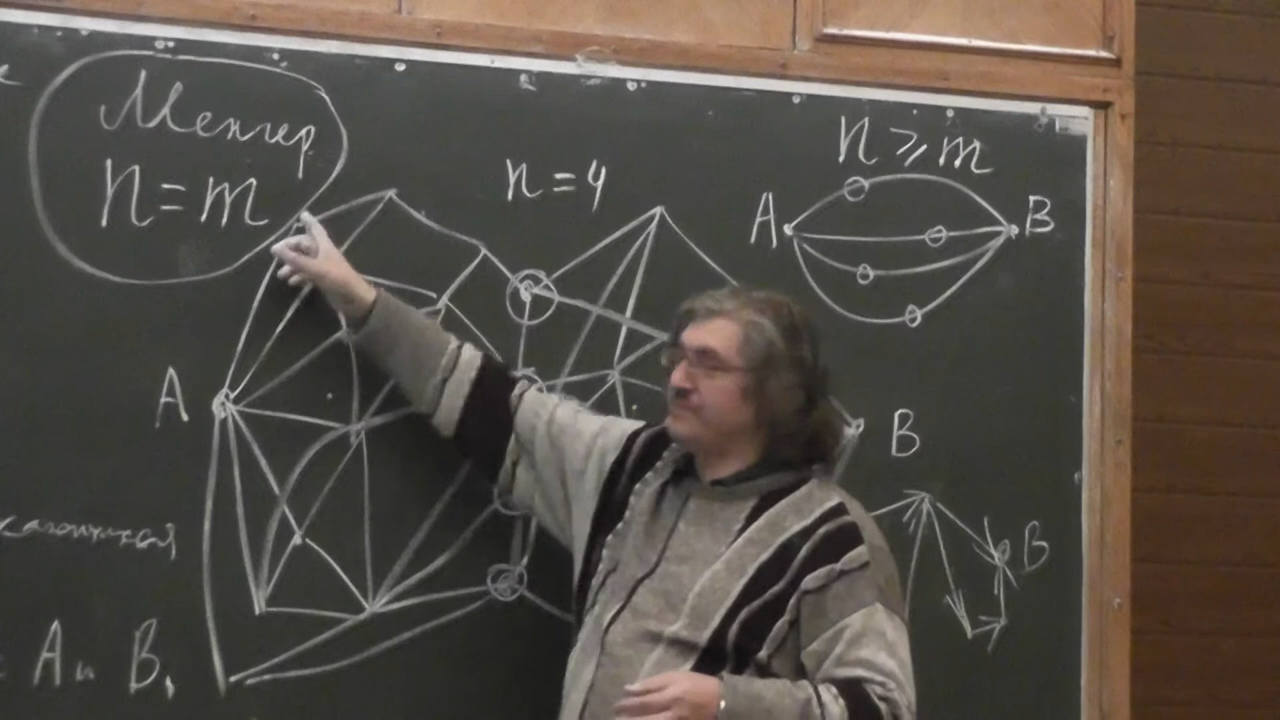 Менгер
n = m
n = 4
n ⩾ m
A
B
A
B
B
A и B,